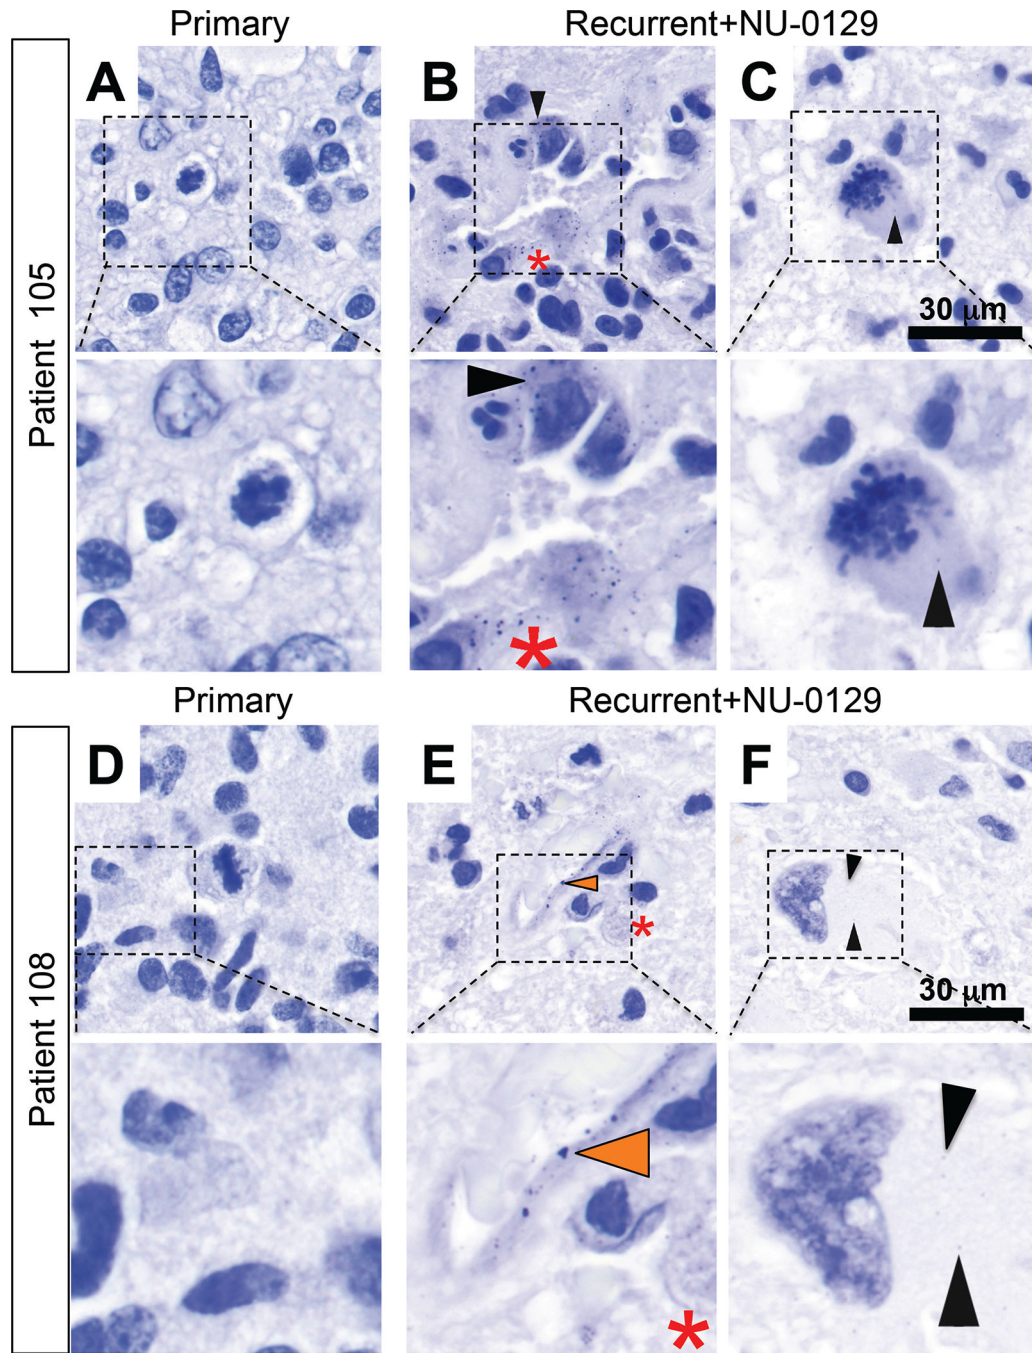 Primary
Recurrent+NU-0129
Patient 105
A
B
C
*
30 μm
*
Primary
Recurrent+NU-0129
Patient 108
D
E
F
*
30 μm
*